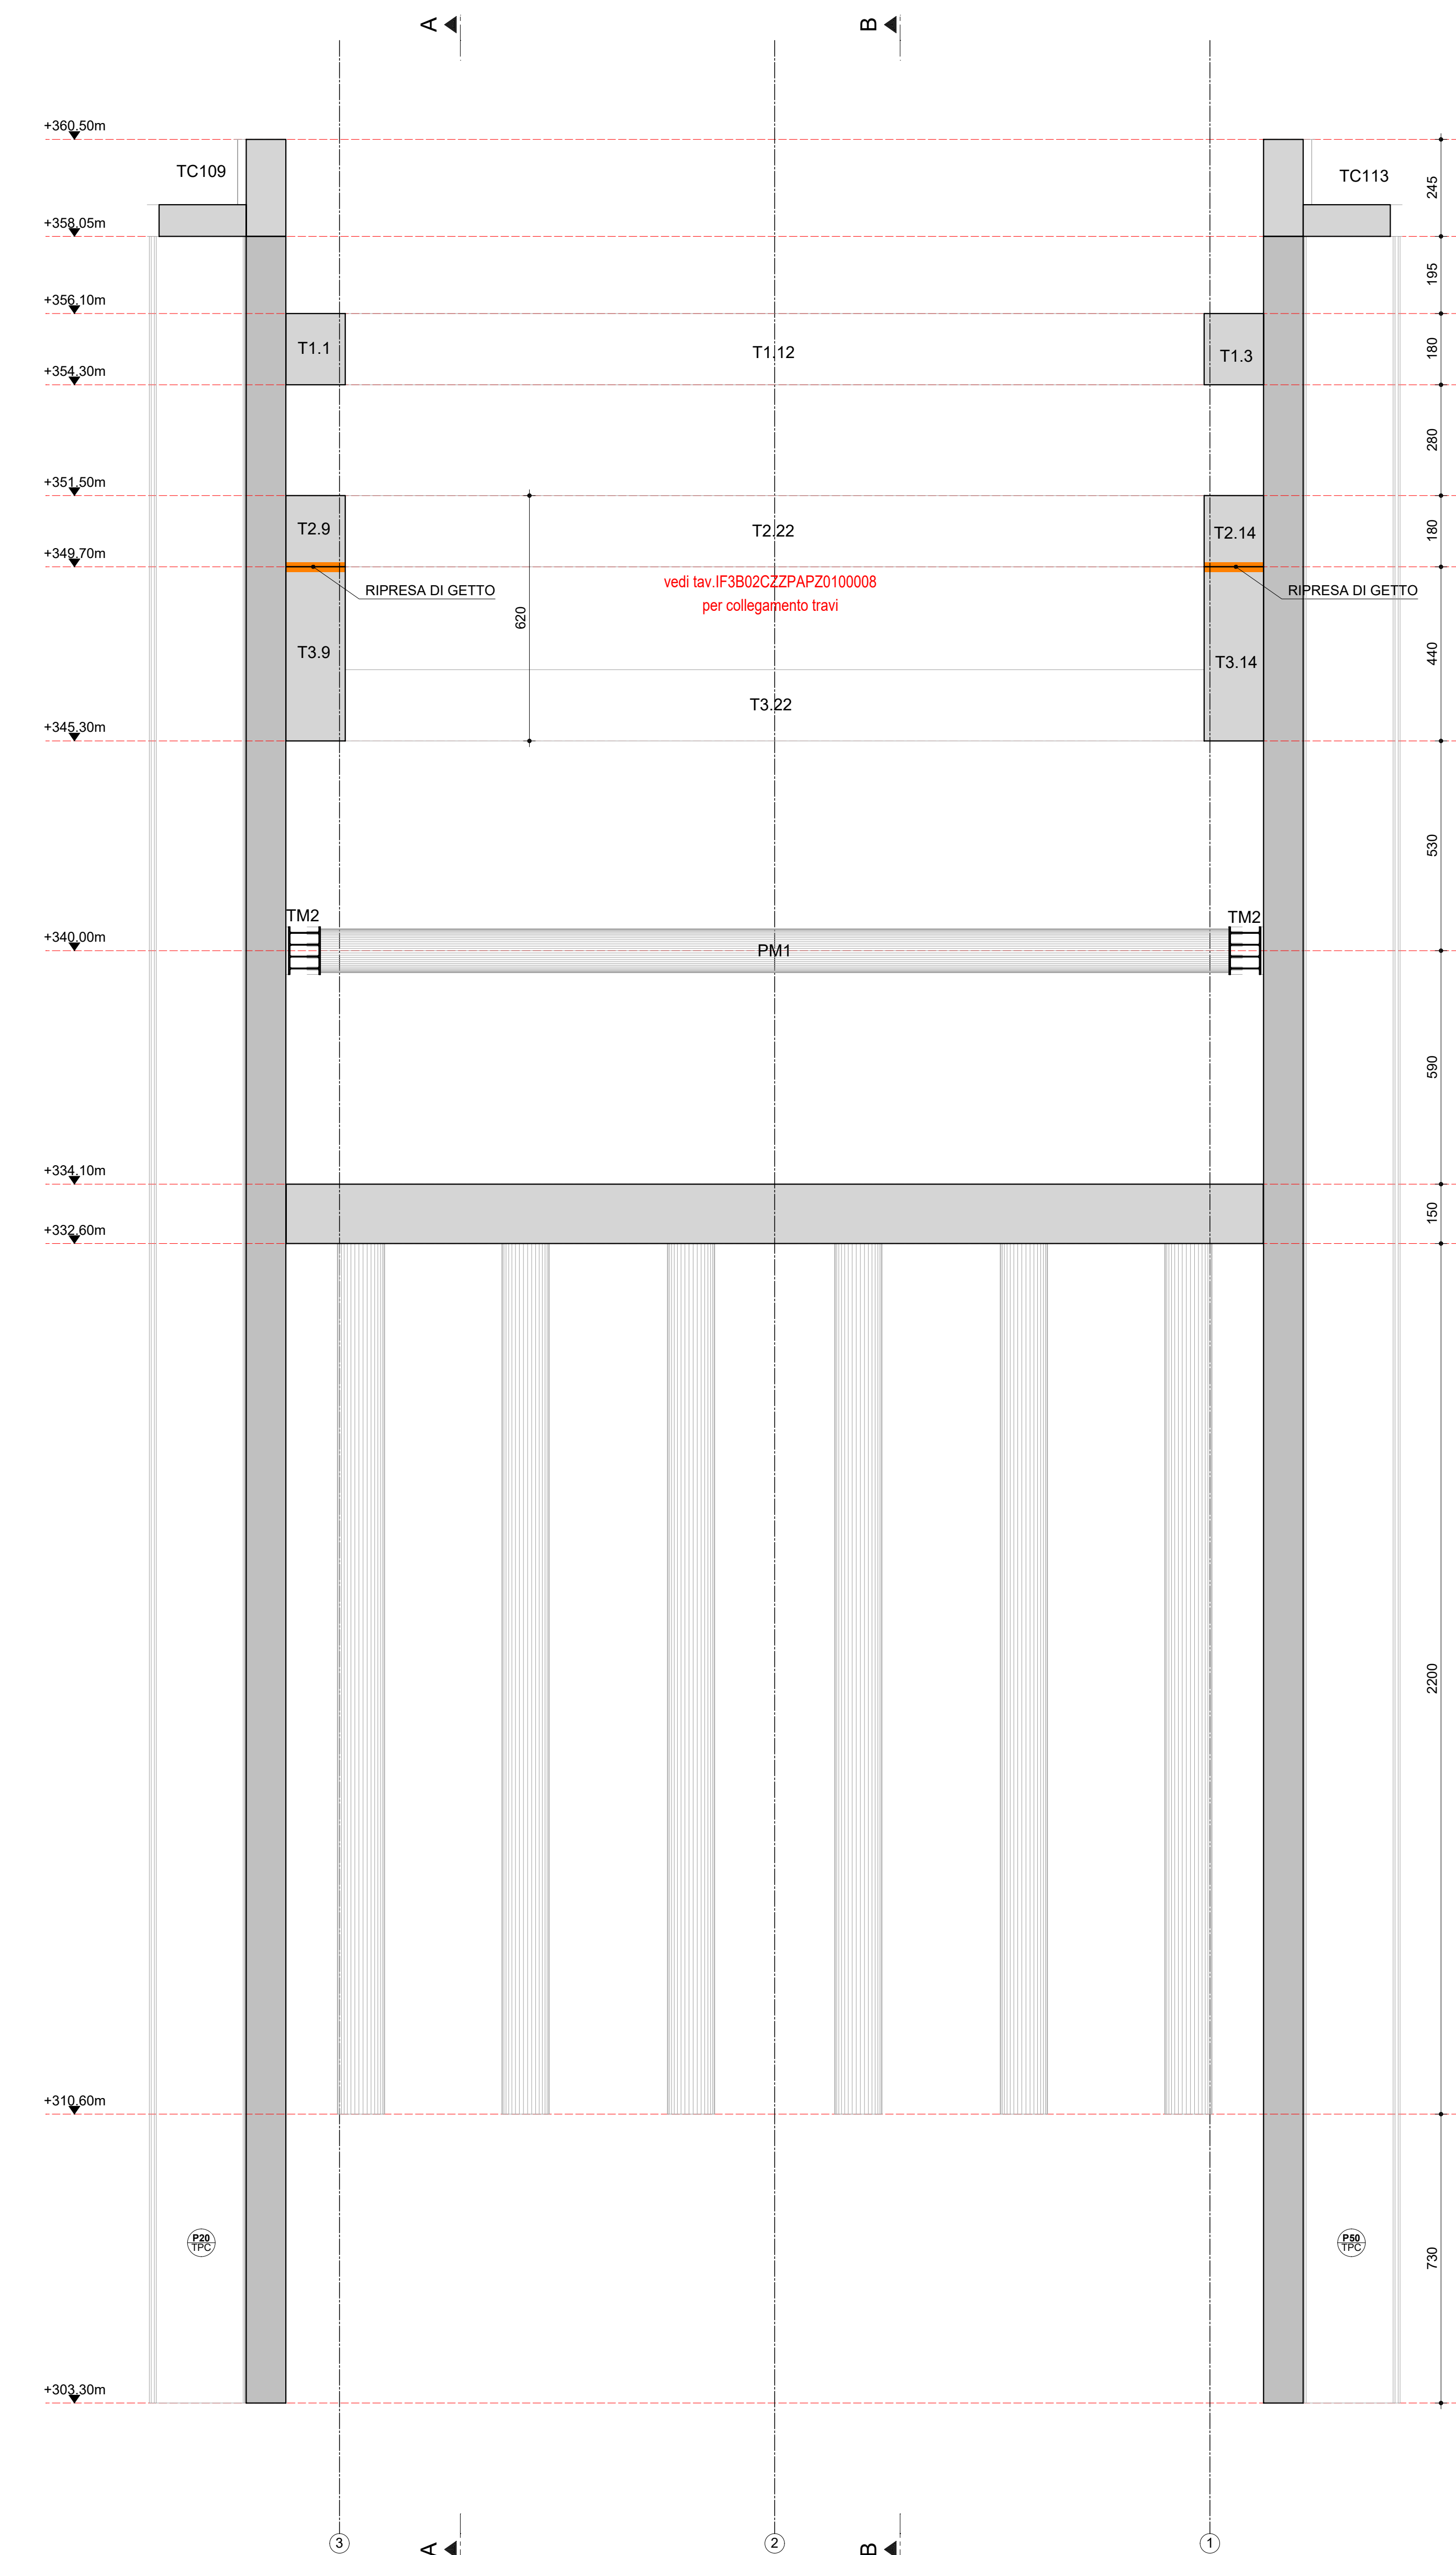 A
B
+360.50m
TC109
TC113
245
+358.05m
195
+356.10m
T1.1
T1.12
T1.3
180
+354.30m
280
+351.50m
T2.9
T2.22
T2.14
180
+349.70m
vedi tav.IF3B02CZZPAPZ0100008
RIPRESA DI GETTO
RIPRESA DI GETTO
per collegamento travi
620
T3.9
T3.14
440
T3.22
+345.30m
530
TM2
TM2
+340.00m
PM1
590
+334.10m
150
+332.60m
2200
+310.60m
P20
TPC
P50
TPC
730
+303.30m
3
2
1
A
B